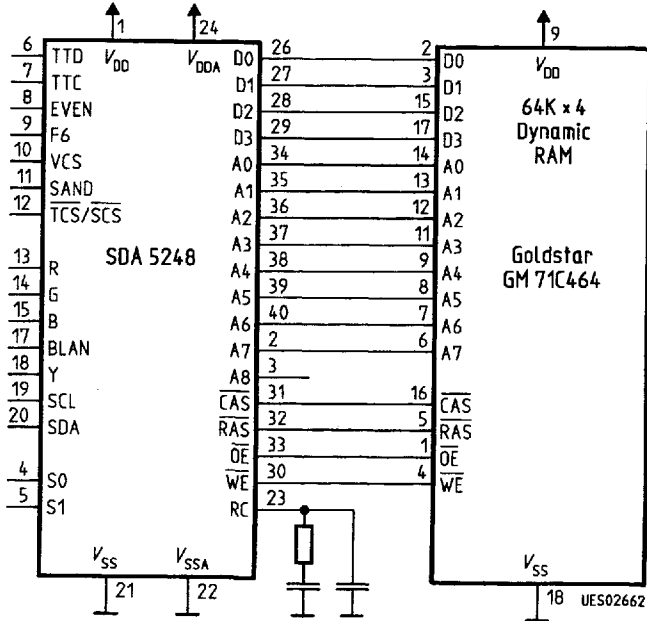 1 24 9
6 TTD V_DD V_DDA D0 26 2 D0 V_DD
7 TTC D1 27 3 D1
8 EVEN D2 28 15 D2 64K x 4
9 F6 D3 29 17 D3 Dynamic
10 VCS A0 34 14 A0 RAM
11 SAND A1 35 13 A1
12 TCS/SCS A2 36 12 A2
A3 37 11 A3
13 R SDA 5248 A4 38 9 A4 Goldstar
14 G A5 39 8 A5 GM 71C464
15 B A6 40 7 A6
17 BLAN A7 2 6 A7
18 Y A8 3
19 SCL CAS 31 16 CAS
20 SDA RAS 32 5 RAS
OE 33 1 OE
4 S0 WE 30 4 WE
5 S1 RC 23
V_SS V_SSA V_SS
21 22 18 UES02662